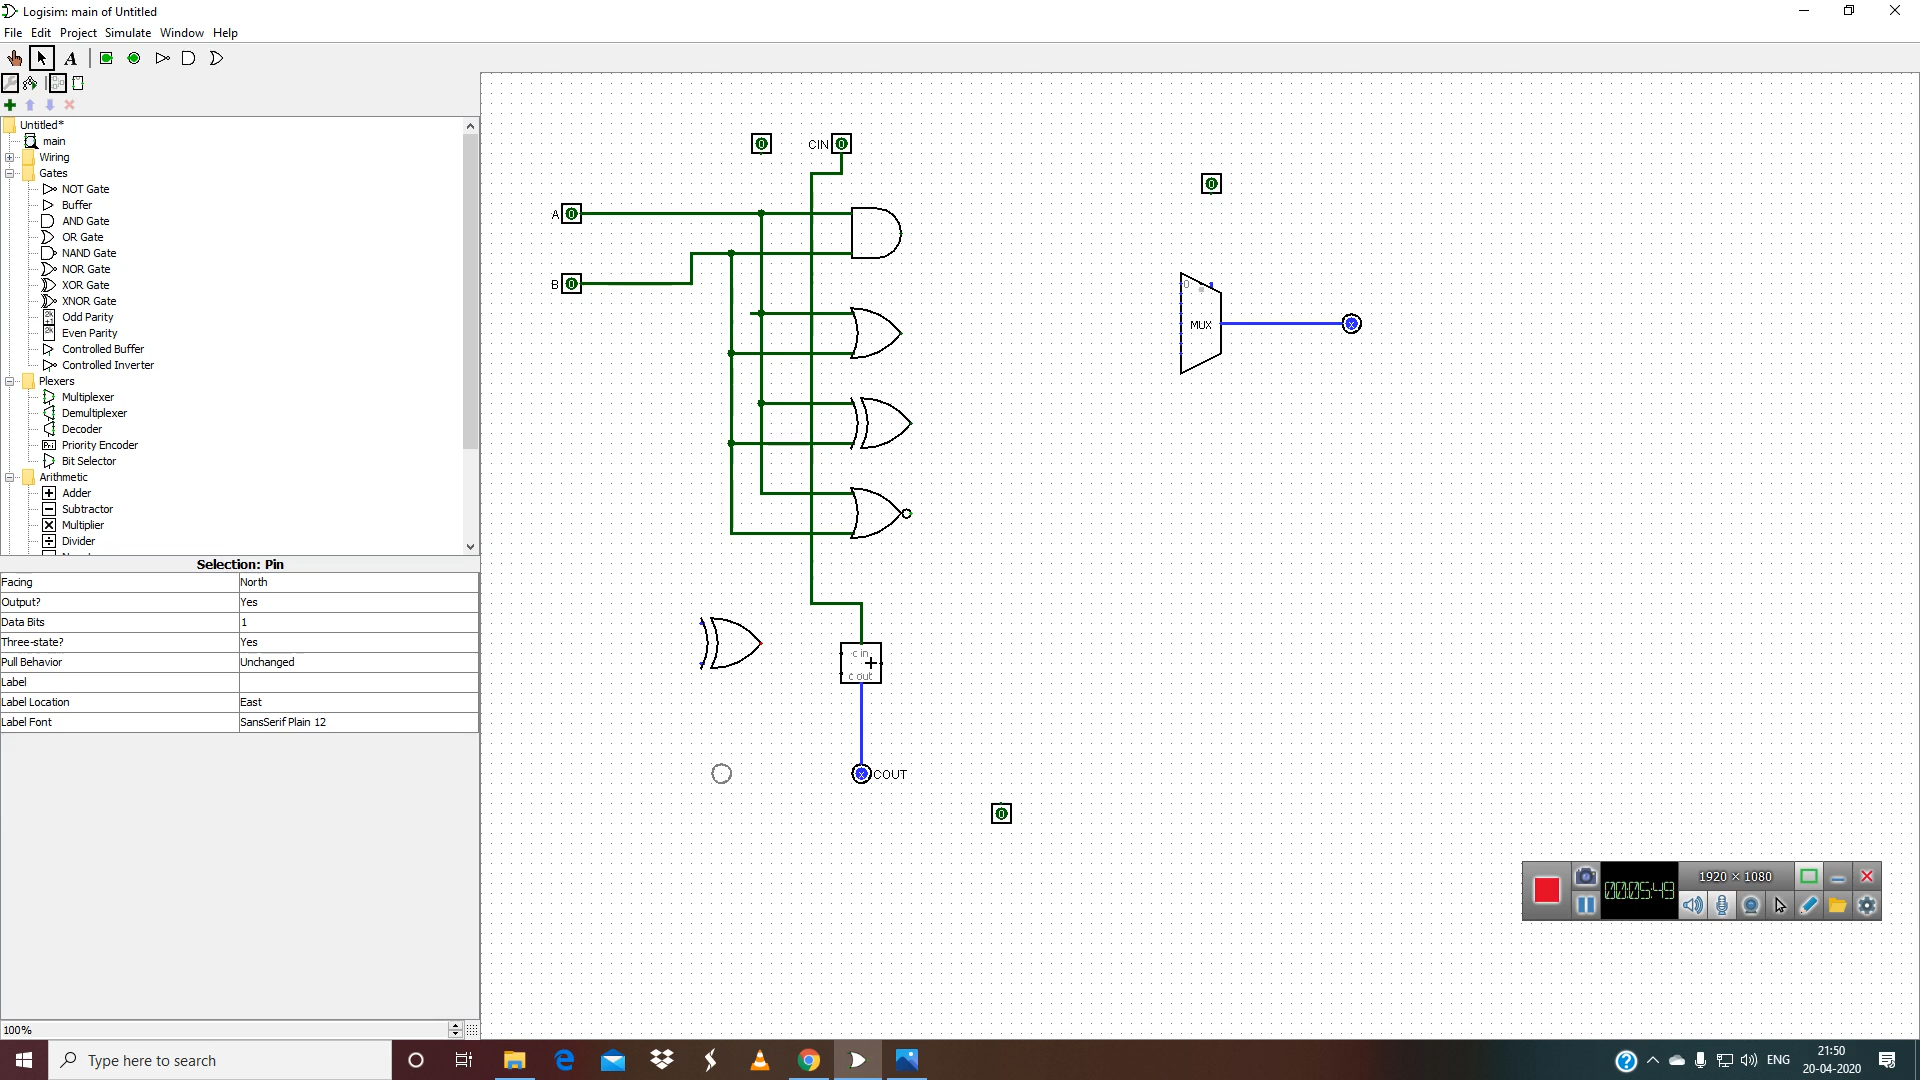 Logisim: main of Untitled
File Edit Project Simulate Window Help
A
Untitled*
main
Wiring
Gates
NOT Gate
Buffer
AND Gate
OR Gate
NAND Gate
NOR Gate
XOR Gate
XNOR Gate
Odd Parity
Even Parity
Controlled Buffer
Controlled Inverter
Plexers
Multiplexer
Demultiplexer
Decoder
Pri Priority Encoder
Bit Selector
Arithmetic
Adder
Subtractor
Multiplier
Divider
Selection: Pin
Facing North
Output? Yes
Data Bits 1
Three-state? Yes
Pull Behavior Unchanged
Label
Label Location East
Label Font SansSerif Plain 12
100%
0 CIN 0
0
A 0
B 0
0
MUX x
c in
c out
x COUT
0
1920 × 1080
00:05:49
Type here to search
ENG
21:50
20-04-2020